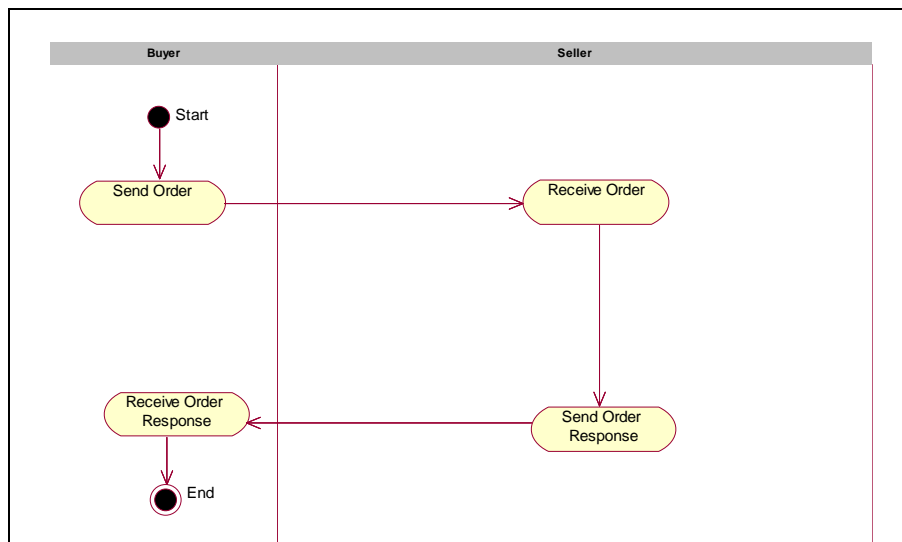 Buyer
Seller
Start
Send Order
Receive Order
Receive Order
Response
Send Order
Response
End